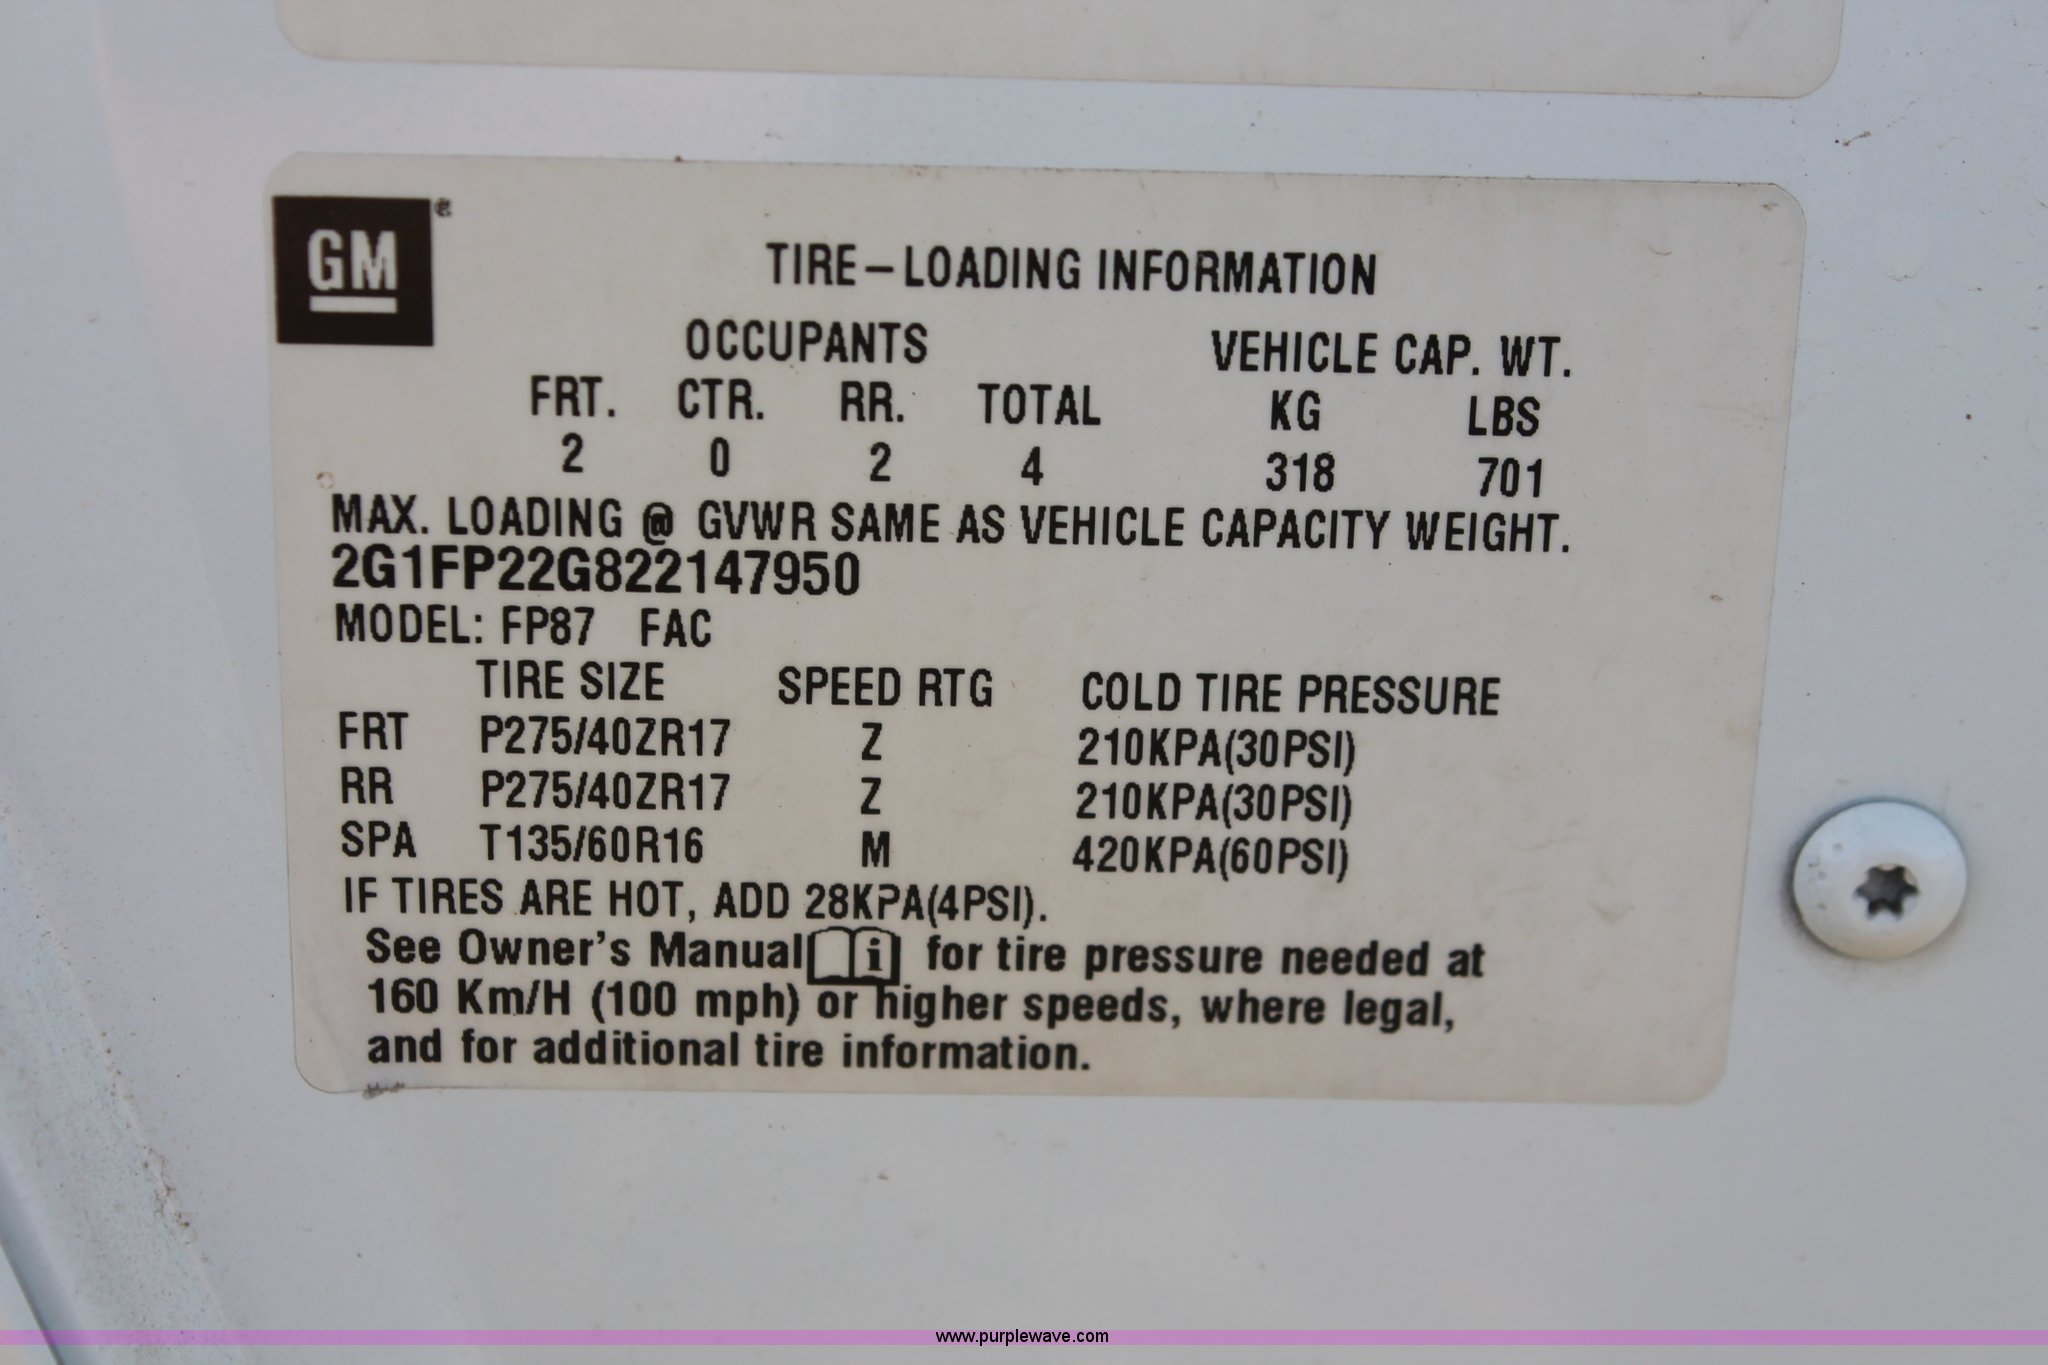 GM®
TIRE–LOADING INFORMATION
OCCUPANTS VEHICLE CAP. WT.
FRT. CTR. RR. TOTAL KG LBS
2 0 2 4 318 701
MAX. LOADING @ GVWR SAME AS VEHICLE CAPACITY WEIGHT.
2G1FP22G822147950
MODEL: FP87 FAC
TIRE SIZE SPEED RTG COLD TIRE PRESSURE
FRT P275/40ZR17 Z 210KPA(30PSI)
RR P275/40ZR17 Z 210KPA(30PSI)
SPA T135/60R16 M 420KPA(60PSI)
IF TIRES ARE HOT, ADD 28KPA(4PSI).
See Owner's Manual i for tire pressure needed at
160 Km/H (100 mph) or higher speeds, where legal,
and for additional tire information.
www.purplewave.com